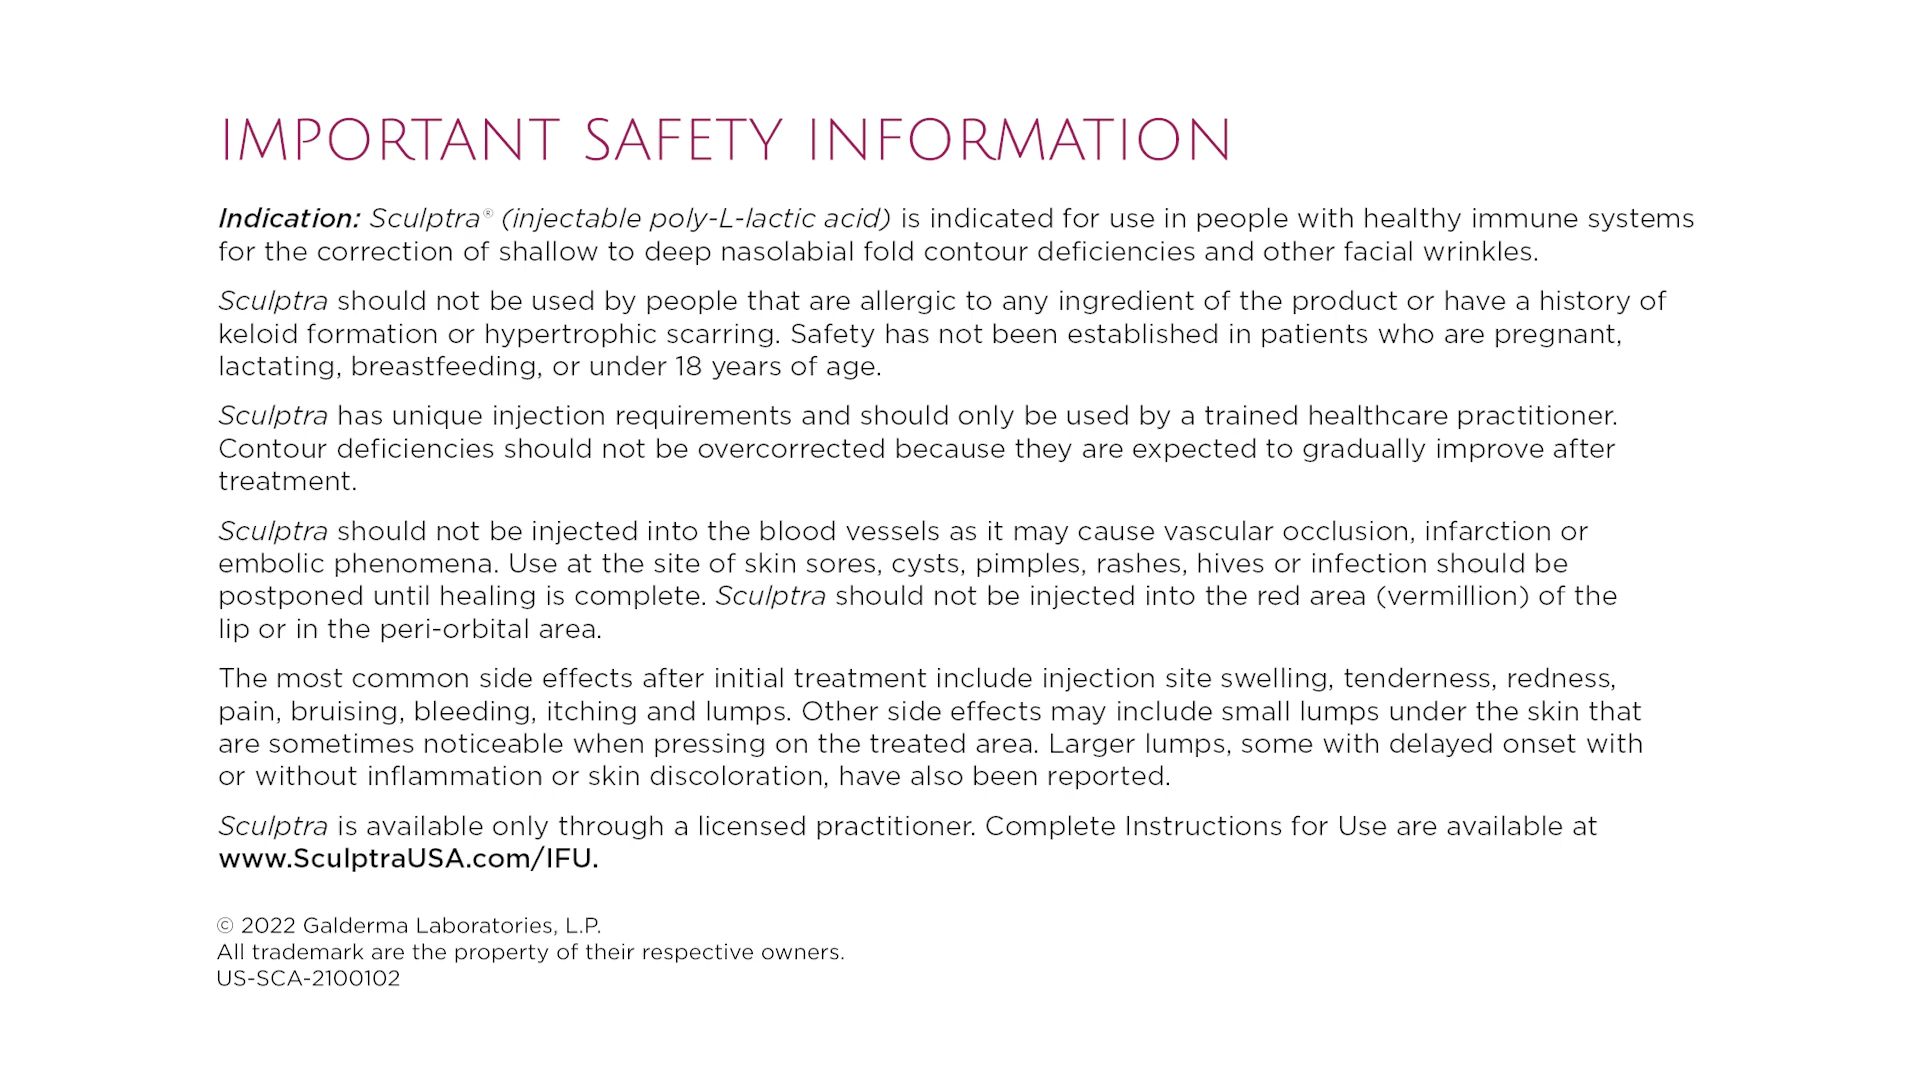 IMPORTANT SAFETY INFORMATION
Indication: Sculptra® (injectable poly-L-lactic acid) is indicated for use in people with healthy immune systems
for the correction of shallow to deep nasolabial fold contour deficiencies and other facial wrinkles.
Sculptra should not be used by people that are allergic to any ingredient of the product or have a history of
keloid formation or hypertrophic scarring. Safety has not been established in patients who are pregnant,
lactating, breastfeeding, or under 18 years of age.
Sculptra has unique injection requirements and should only be used by a trained healthcare practitioner.
Contour deficiencies should not be overcorrected because they are expected to gradually improve after
treatment.
Sculptra should not be injected into the blood vessels as it may cause vascular occlusion, infarction or
embolic phenomena. Use at the site of skin sores, cysts, pimples, rashes, hives or infection should be
postponed until healing is complete. Sculptra should not be injected into the red area (vermillion) of the
lip or in the peri-orbital area.
The most common side effects after initial treatment include injection site swelling, tenderness, redness,
pain, bruising, bleeding, itching and lumps. Other side effects may include small lumps under the skin that
are sometimes noticeable when pressing on the treated area. Larger lumps, some with delayed onset with
or without inflammation or skin discoloration, have also been reported.
Sculptra is available only through a licensed practitioner. Complete Instructions for Use are available at
www.SculptraUSA.com/IFU.
© 2022 Galderma Laboratories, L.P.
All trademark are the property of their respective owners.
US-SCA-2100102